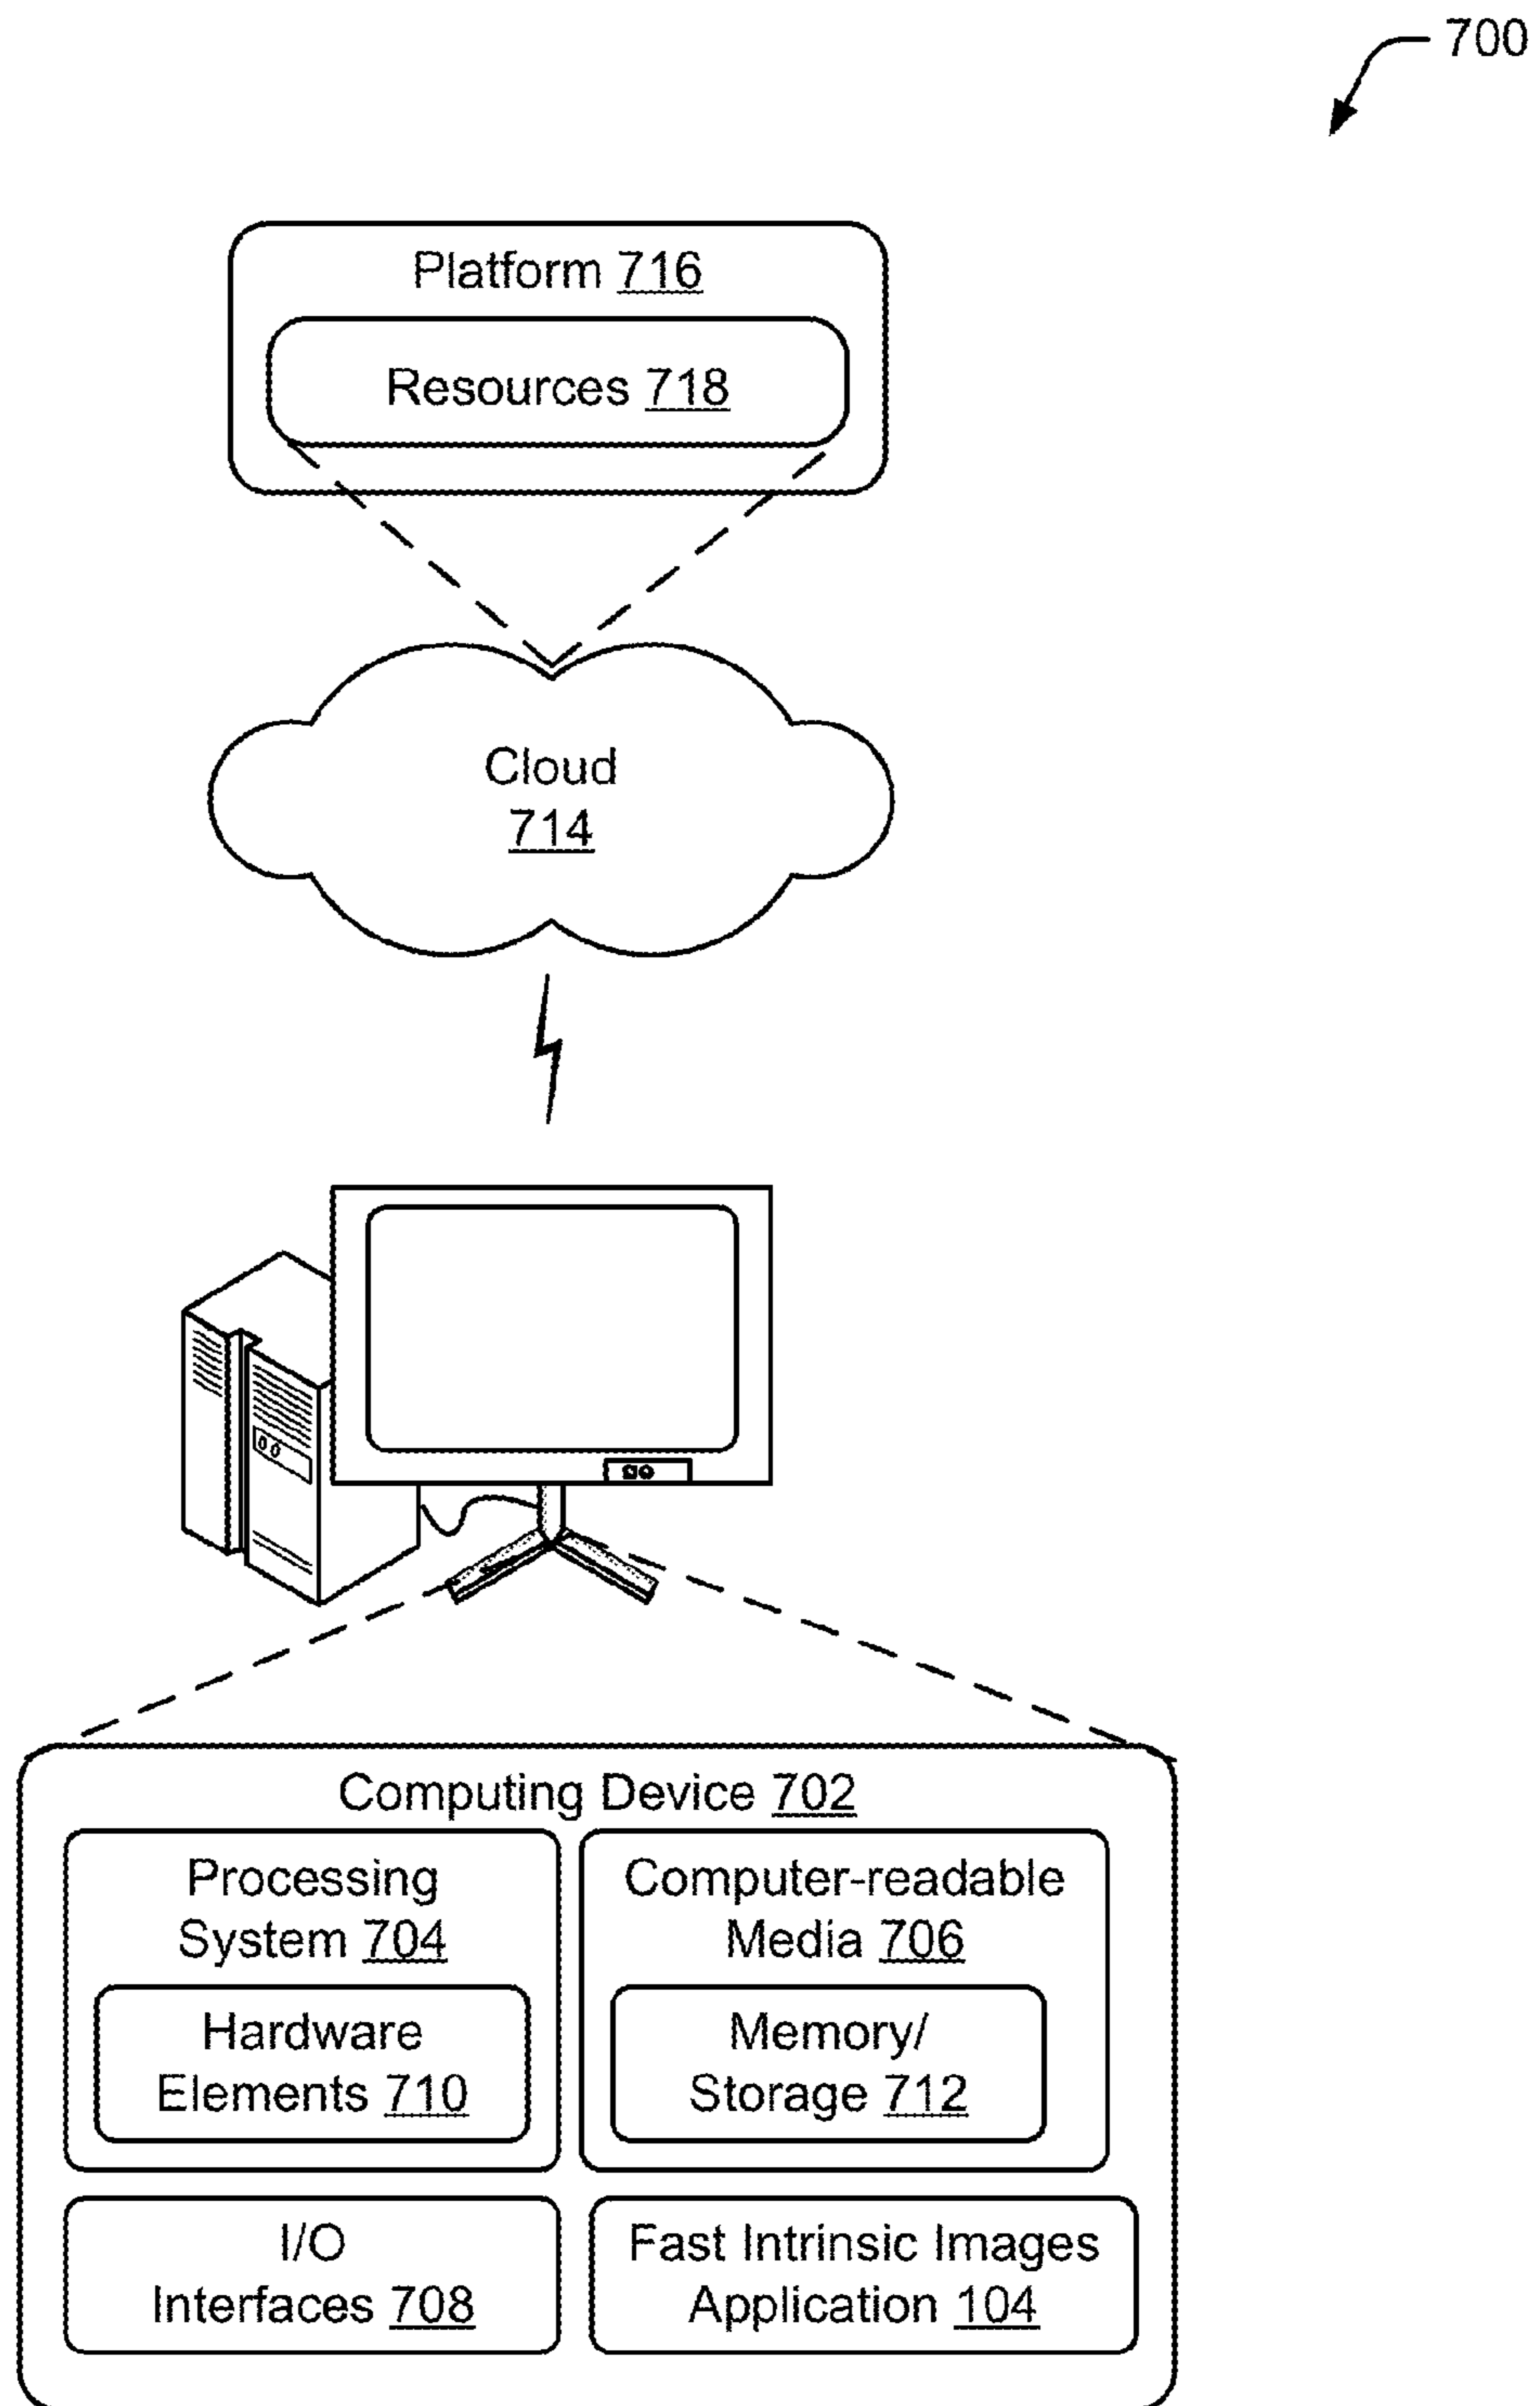 700
Platform 716
Resources 718
Cloud
714
Computing Device 702
Processing
System 704
Hardware
Elements 710
Computer-readable
Media 706
Memory/
Storage 712
I/O
Interfaces 708
Fast Intrinsic Images
Application 104